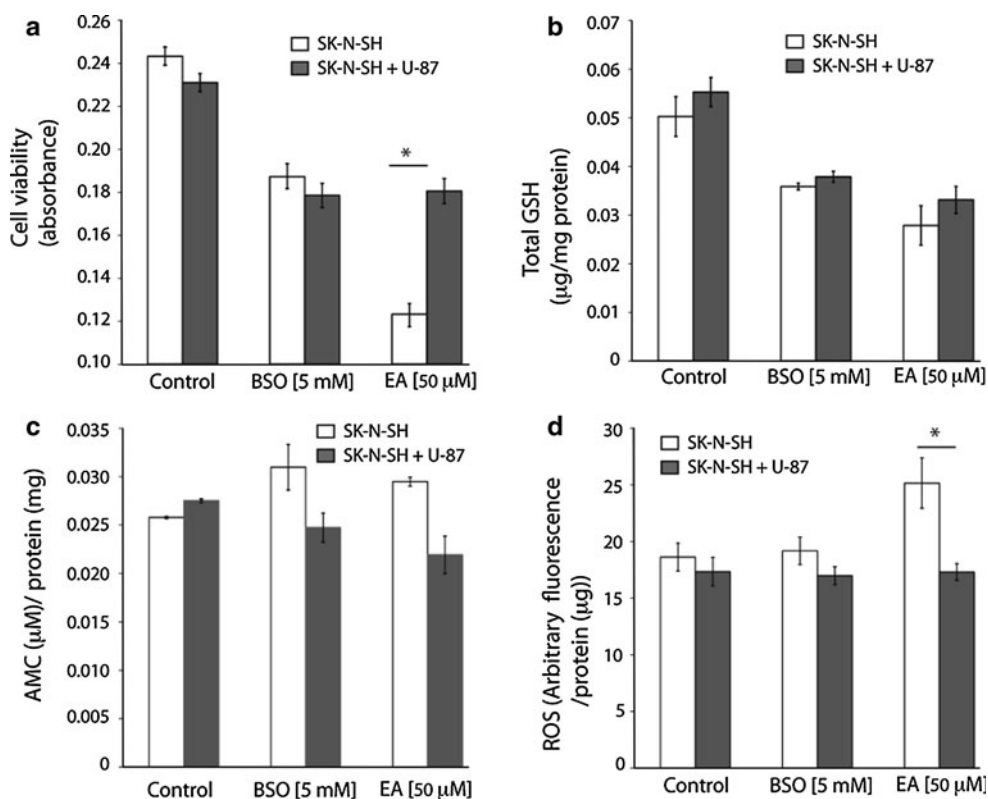 a
0.26
0.24
0.22
0.20
0.18
0.16
0.14
0.12
0.10
Cell viability
(absorbance)
SK-N-SH
SK-N-SH + U-87
*
Control
BSO [5 mM]
EA [50 μM]
b
0.07
0.06
0.05
0.04
0.03
0.02
0.01
0
Total GSH
(μg/mg protein)
SK-N-SH
SK-N-SH + U-87
Control
BSO [5 mM]
EA [50 μM]
c
0.035
0.030
0.025
0.020
0.015
0.010
0.005
0
AMC (μM)/ protein (mg)
SK-N-SH
SK-N-SH + U-87
Control
BSO [5 mM]
EA [50 μM]
d
30
25
20
15
10
5
0
ROS (Arbitrary fluorescence
/protein (μg)
SK-N-SH
SK-N-SH + U-87
*
Control
BSO [5 mM]
EA [50 μM]